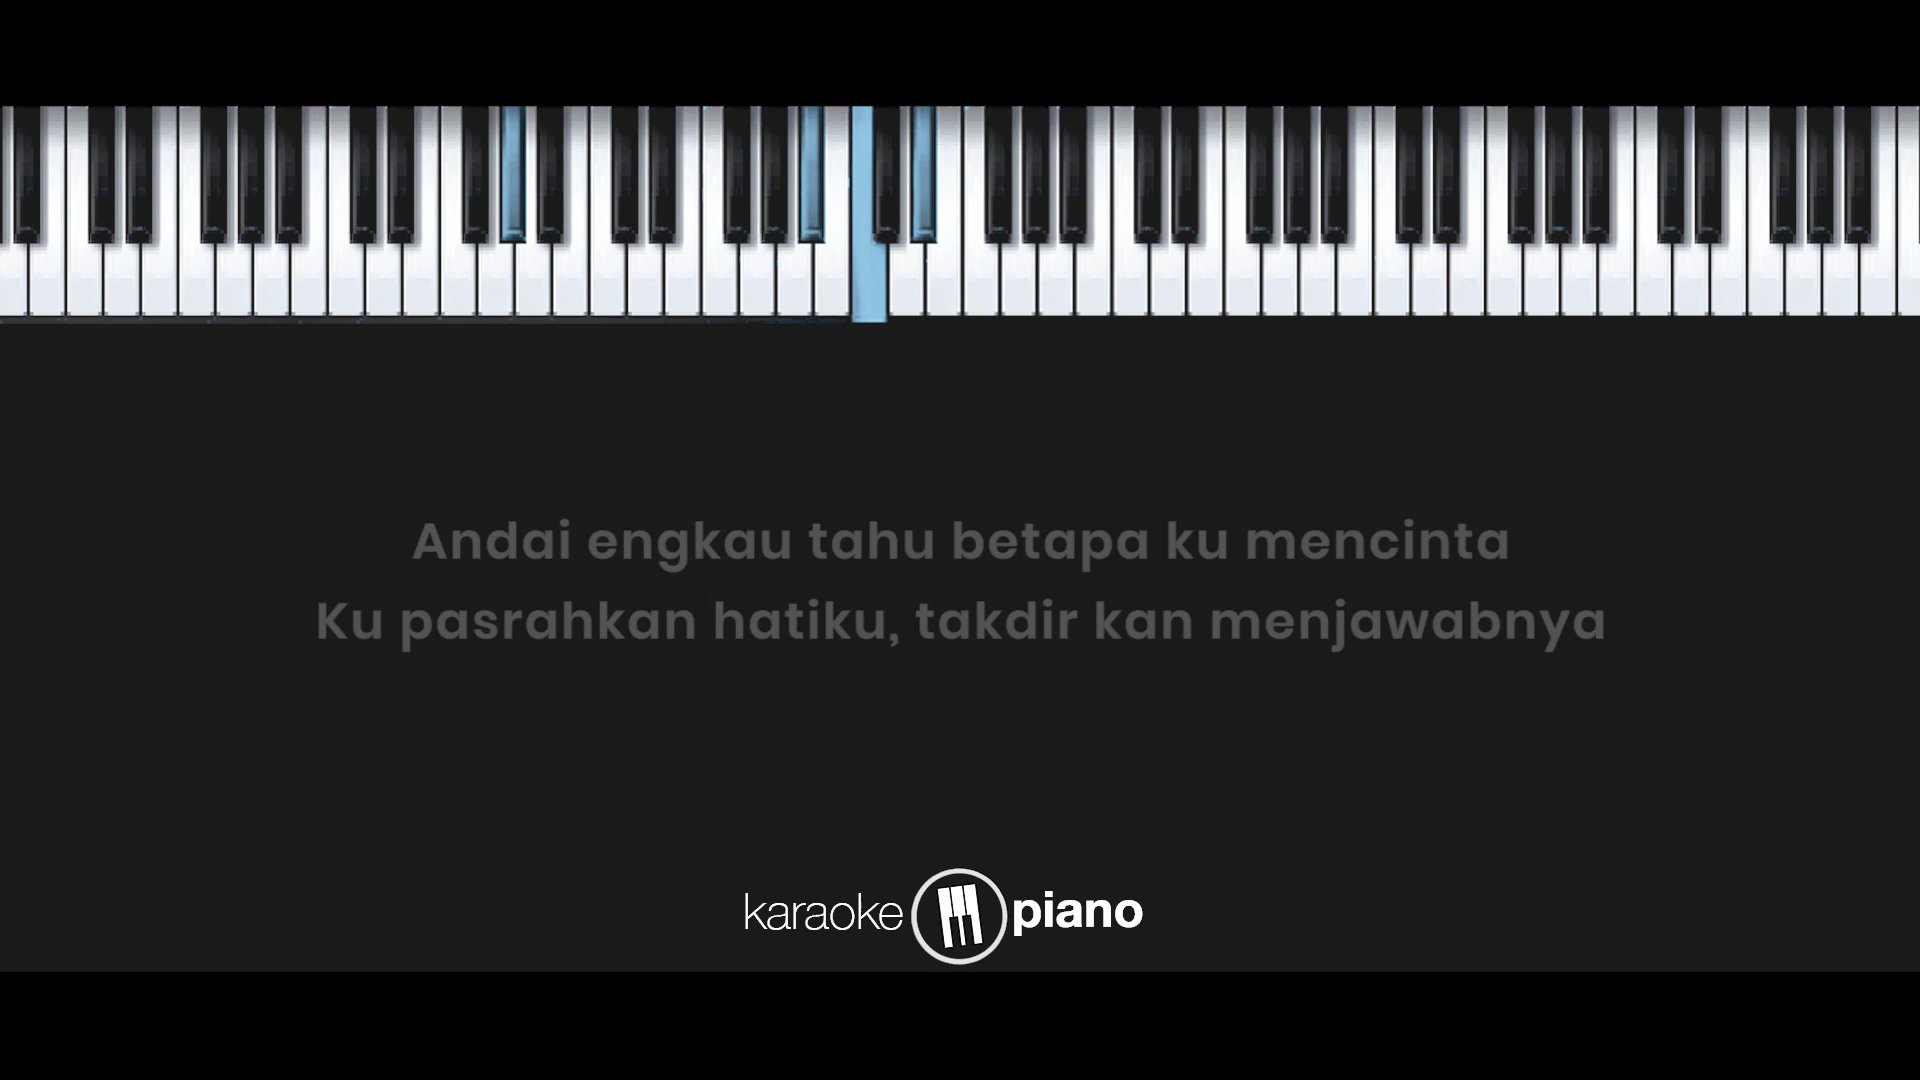 Andai engkau tahu betapa ku mencinta
Ku pasrahkan hatiku, takdir kan menjawabnya
karaoke piano